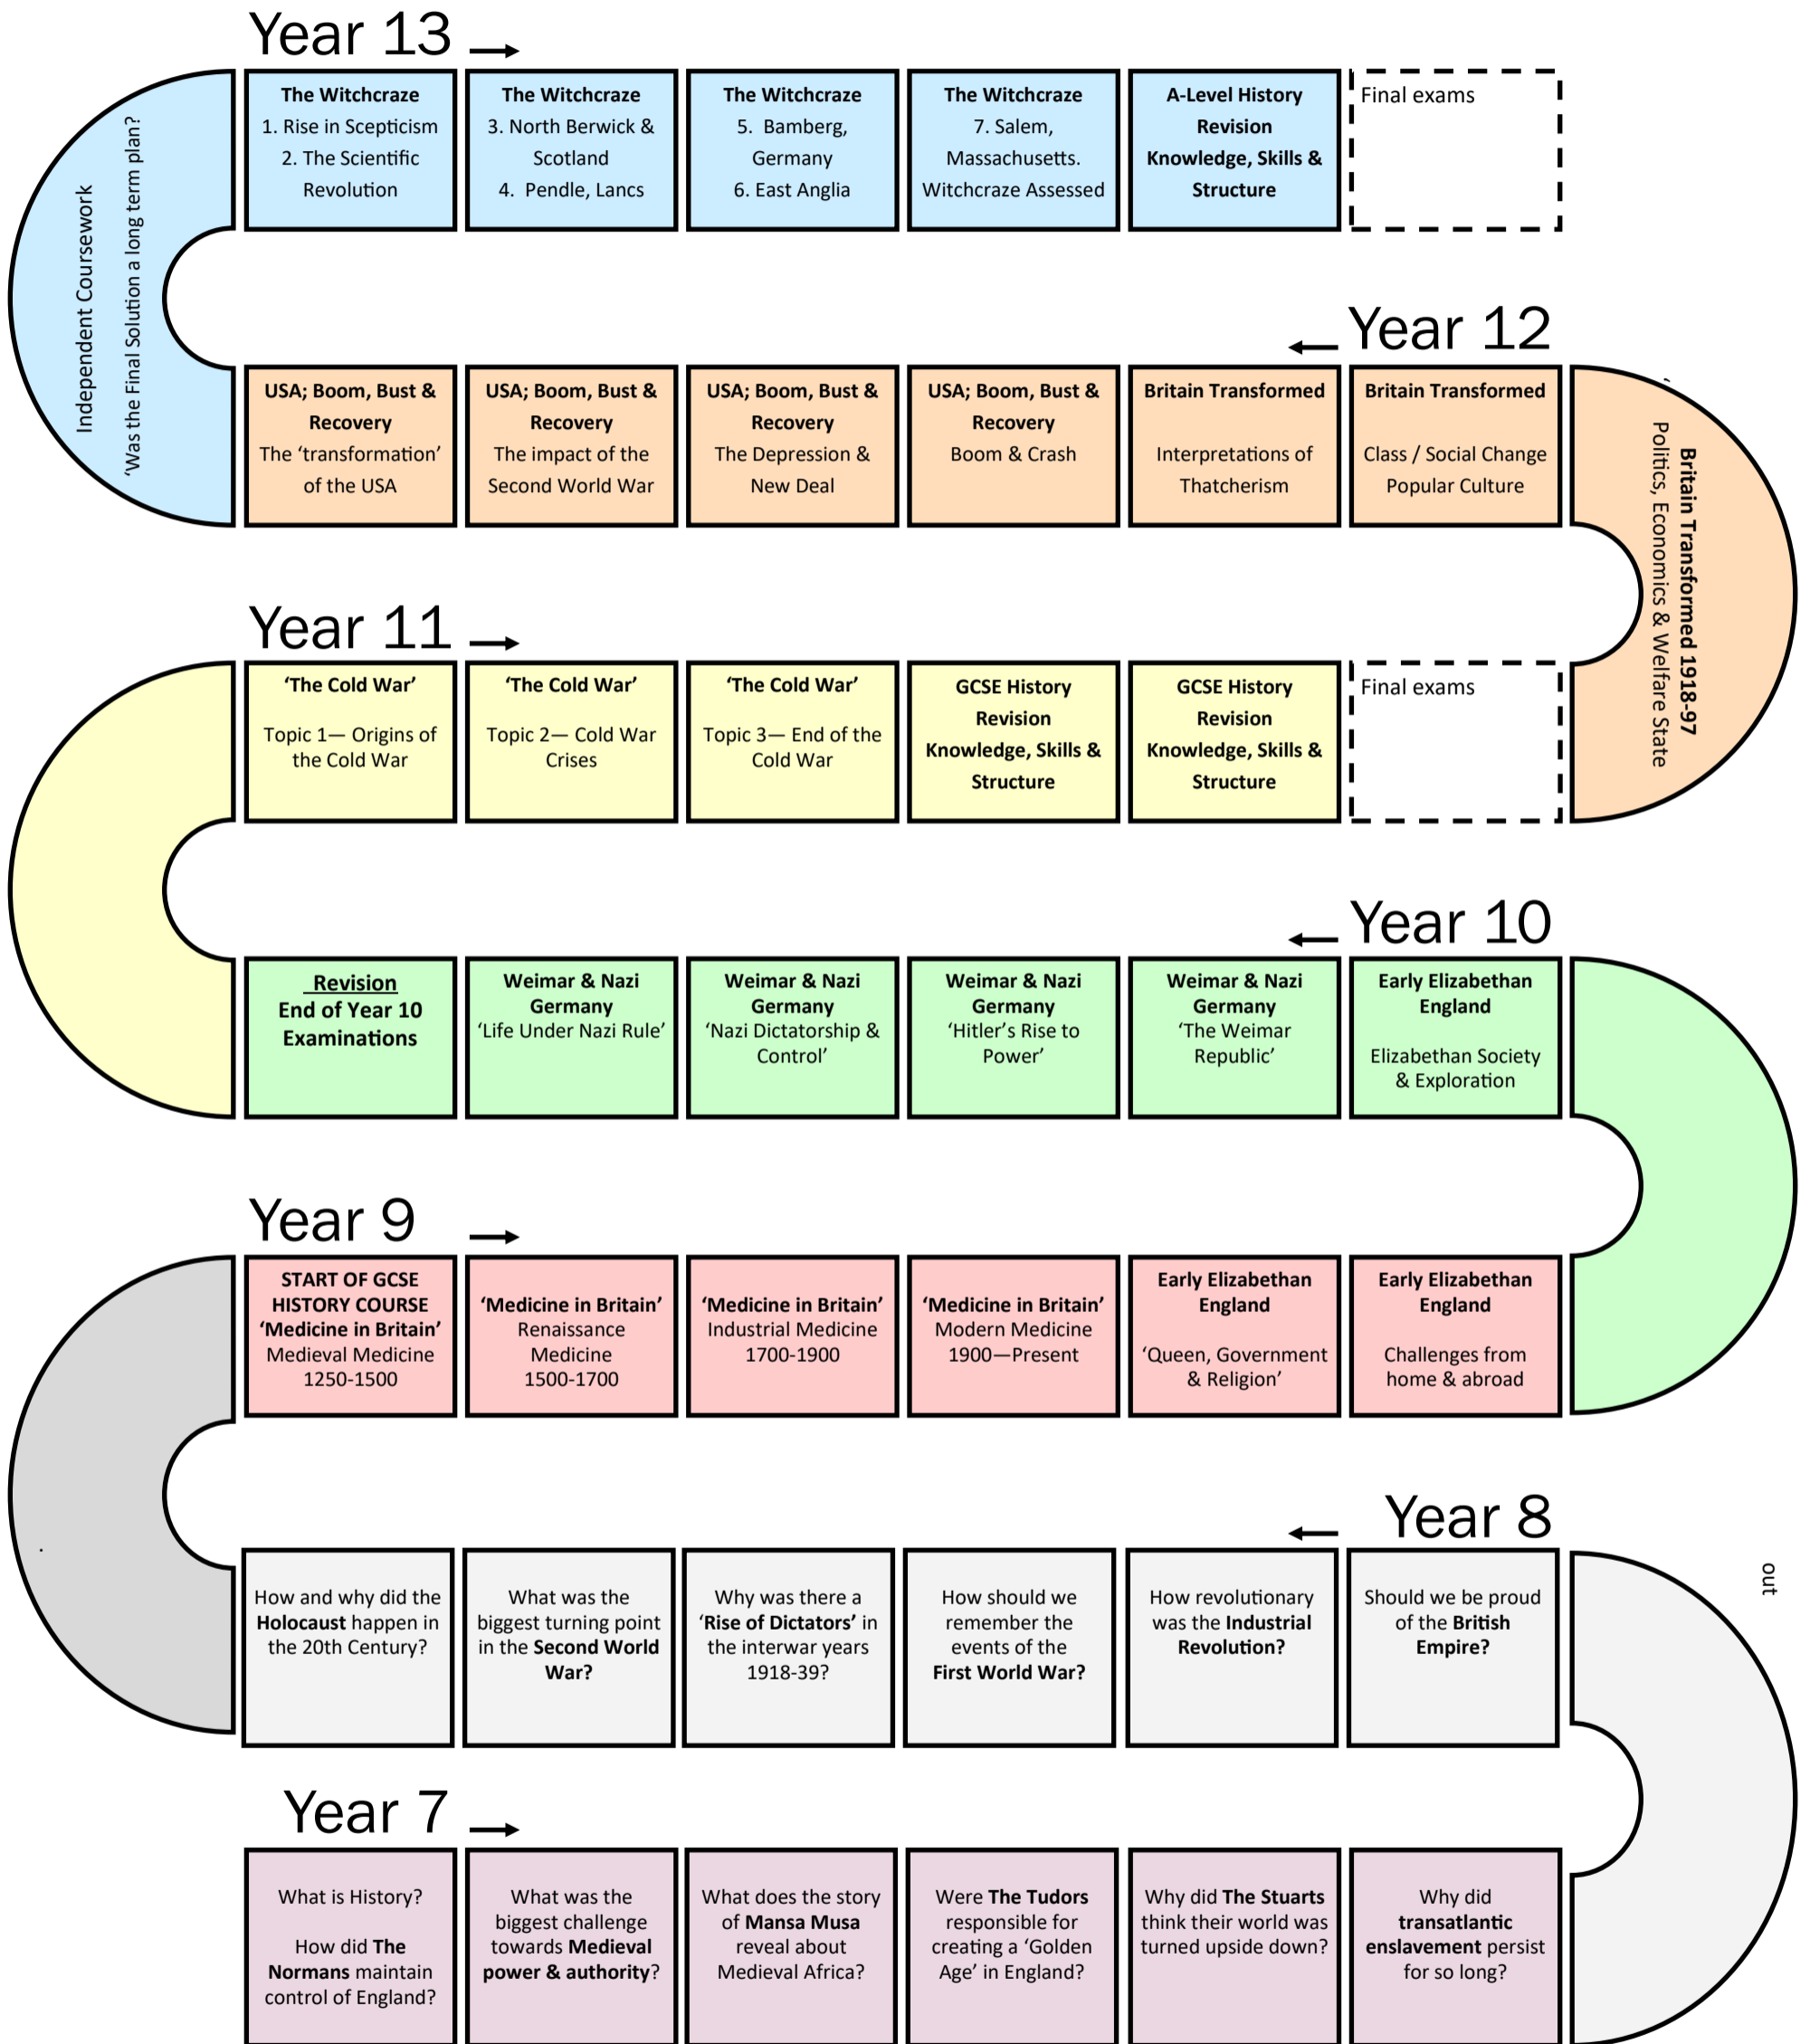 Year 13
The Witchcraze
1. Rise in Scepticism
2. The Scientific
Revolution
The Witchcraze
3. North Berwick &
Scotland
4. Pendle, Lancs
The Witchcraze
5. Bamberg,
Germany
6. East Anglia
The Witchcraze
7. Salem,
Massachusetts.
Witchcraze Assessed
A-Level History
Revision
Knowledge, Skills &
Structure
Final exams
Independent Coursework
‘Was the Final Solution a long term plan?
Year 12
USA; Boom, Bust &
Recovery
The ‘transformation’
of the USA
USA; Boom, Bust &
Recovery
The impact of the
Second World War
USA; Boom, Bust &
Recovery
The Depression &
New Deal
USA; Boom, Bust &
Recovery
Boom & Crash
Britain Transformed
Interpretations of
Thatcherism
Britain Transformed
Class / Social Change
Popular Culture
Britain Transformed 1918-97
Politics, Economics & Welfare State
Year 11
‘The Cold War’
Topic 1— Origins of
the Cold War
‘The Cold War’
Topic 2— Cold War
Crises
‘The Cold War’
Topic 3— End of the
Cold War
GCSE History
Revision
Knowledge, Skills &
Structure
GCSE History
Revision
Knowledge, Skills &
Structure
Final exams
Year 10
Revision
End of Year 10
Examinations
Weimar & Nazi
Germany
‘Life Under Nazi Rule’
Weimar & Nazi
Germany
‘Nazi Dictatorship &
Control’
Weimar & Nazi
Germany
‘Hitler’s Rise to
Power’
Weimar & Nazi
Germany
‘The Weimar
Republic’
Early Elizabethan
England
Elizabethan Society
& Exploration
Year 9
START OF GCSE
HISTORY COURSE
‘Medicine in Britain’
Medieval Medicine
1250-1500
‘Medicine in Britain’
Renaissance
Medicine
1500-1700
‘Medicine in Britain’
Industrial Medicine
1700-1900
‘Medicine in Britain’
Modern Medicine
1900—Present
Early Elizabethan
England
‘Queen, Government
& Religion’
Early Elizabethan
England
Challenges from
home & abroad
Year 8
How and why did the
Holocaust happen in
the 20th Century?
What was the
biggest turning point
in the Second World
War?
Why was there a
‘Rise of Dictators’ in
the interwar years
1918-39?
How should we
remember the
events of the
First World War?
How revolutionary
was the Industrial
Revolution?
Should we be proud
of the British
Empire?
out
Year 7
What is History?
How did The
Normans maintain
control of England?
What was the
biggest challenge
towards Medieval
power & authority?
What does the story
of Mansa Musa
reveal about
Medieval Africa?
Were The Tudors
responsible for
creating a ‘Golden
Age’ in England?
Why did The Stuarts
think their world was
turned upside down?
Why did
transatlantic
enslavement persist
for so long?